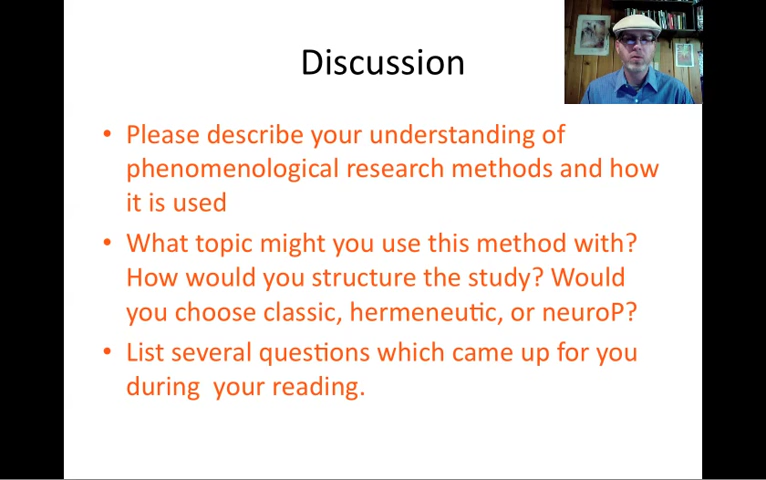 Discussion
• Please describe your understanding of
phenomenological research methods and how
it is used
• What topic might you use this method with?
How would you structure the study? Would
you choose classic, hermeneutic, or neuroP?
• List several questions which came up for you
during  your reading.